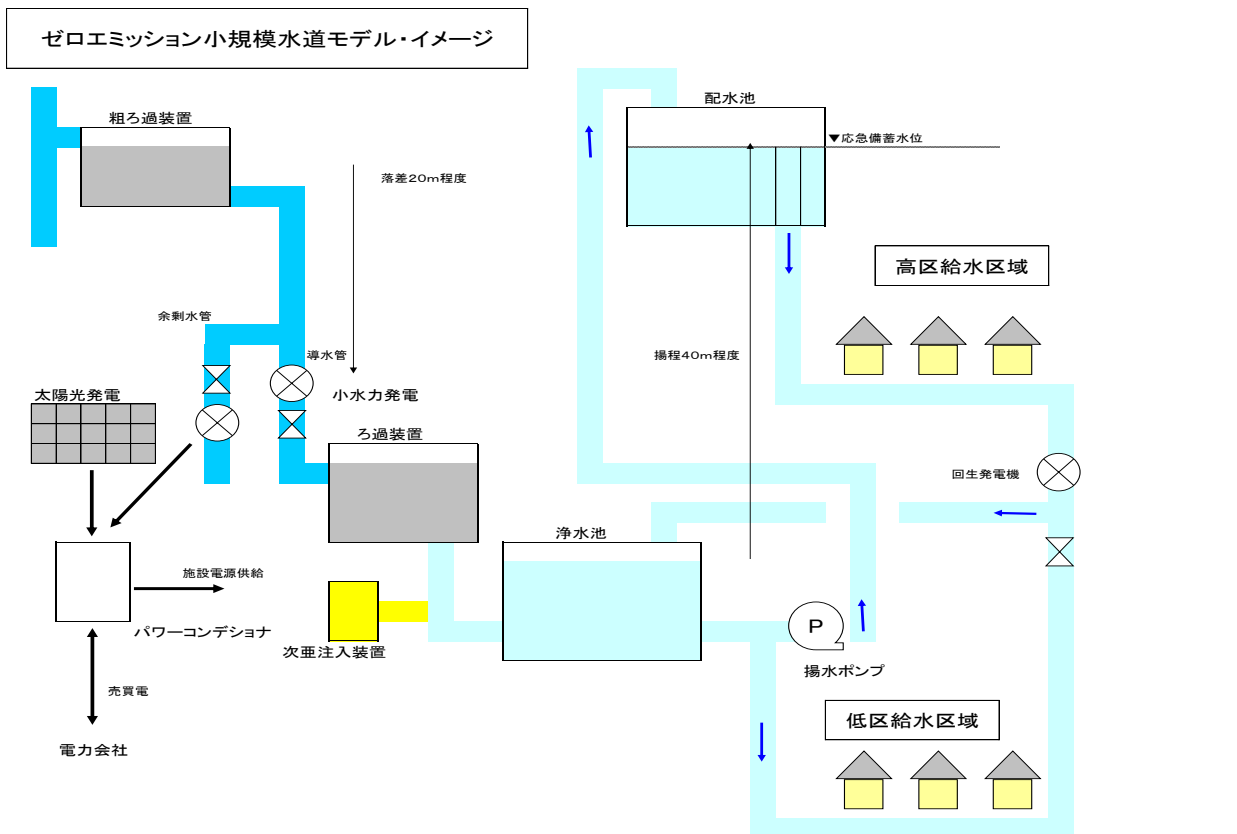 ゼロエミッション小規模水道モデル・イメージ
粗ろ過装置
配水池
▼応急備蓄水位
落差20m程度
高区給水区域
余剰水管
導水管
揚程40m程度
太陽光発電
小水力発電
ろ過装置
回生発電機
浄水池
施設電源供給
P
パワーコンデショナ
次亜注入装置
揚水ポンプ
売買電
低区給水区域
電力会社